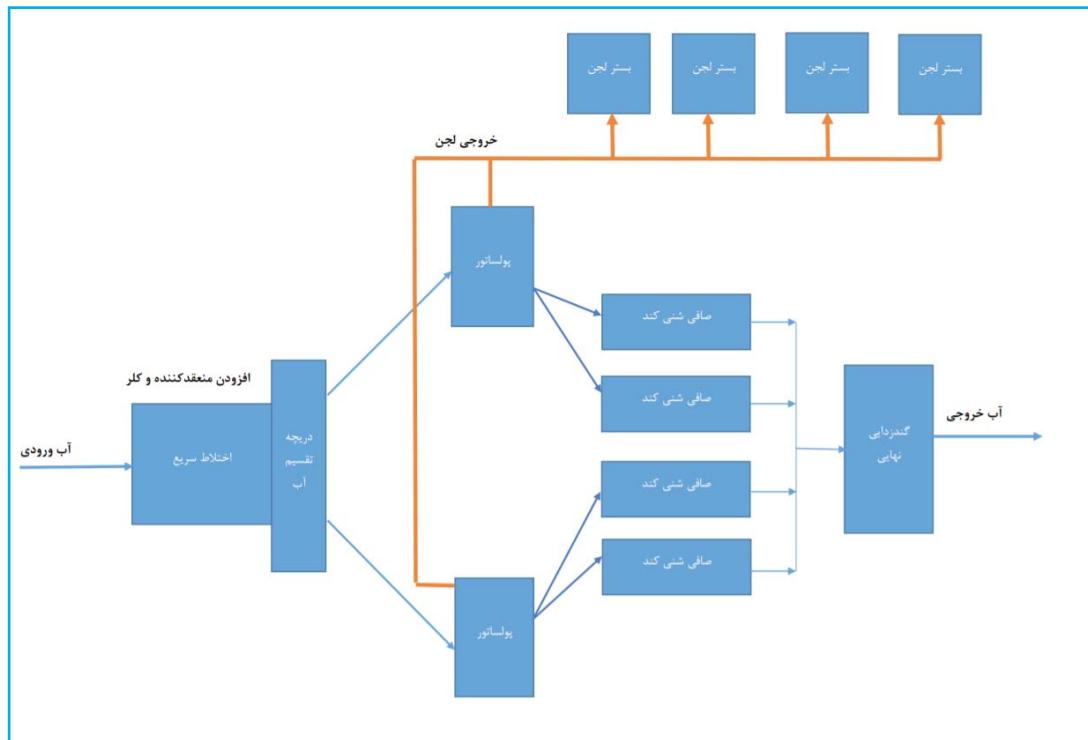 بستر لجن
بستر لجن
بستر لجن
بستر لجن
خروجی لجن
پولساتور
صافی شنی کند
افزودن منعقدکننده و کلر
صافی شنی کند
آب ورودی
اختلاط سریع
دریچه
تقسیم
آب
گندزدایی
نهایی
آب خروجی
صافی شنی کند
صافی شنی کند
پولساتور